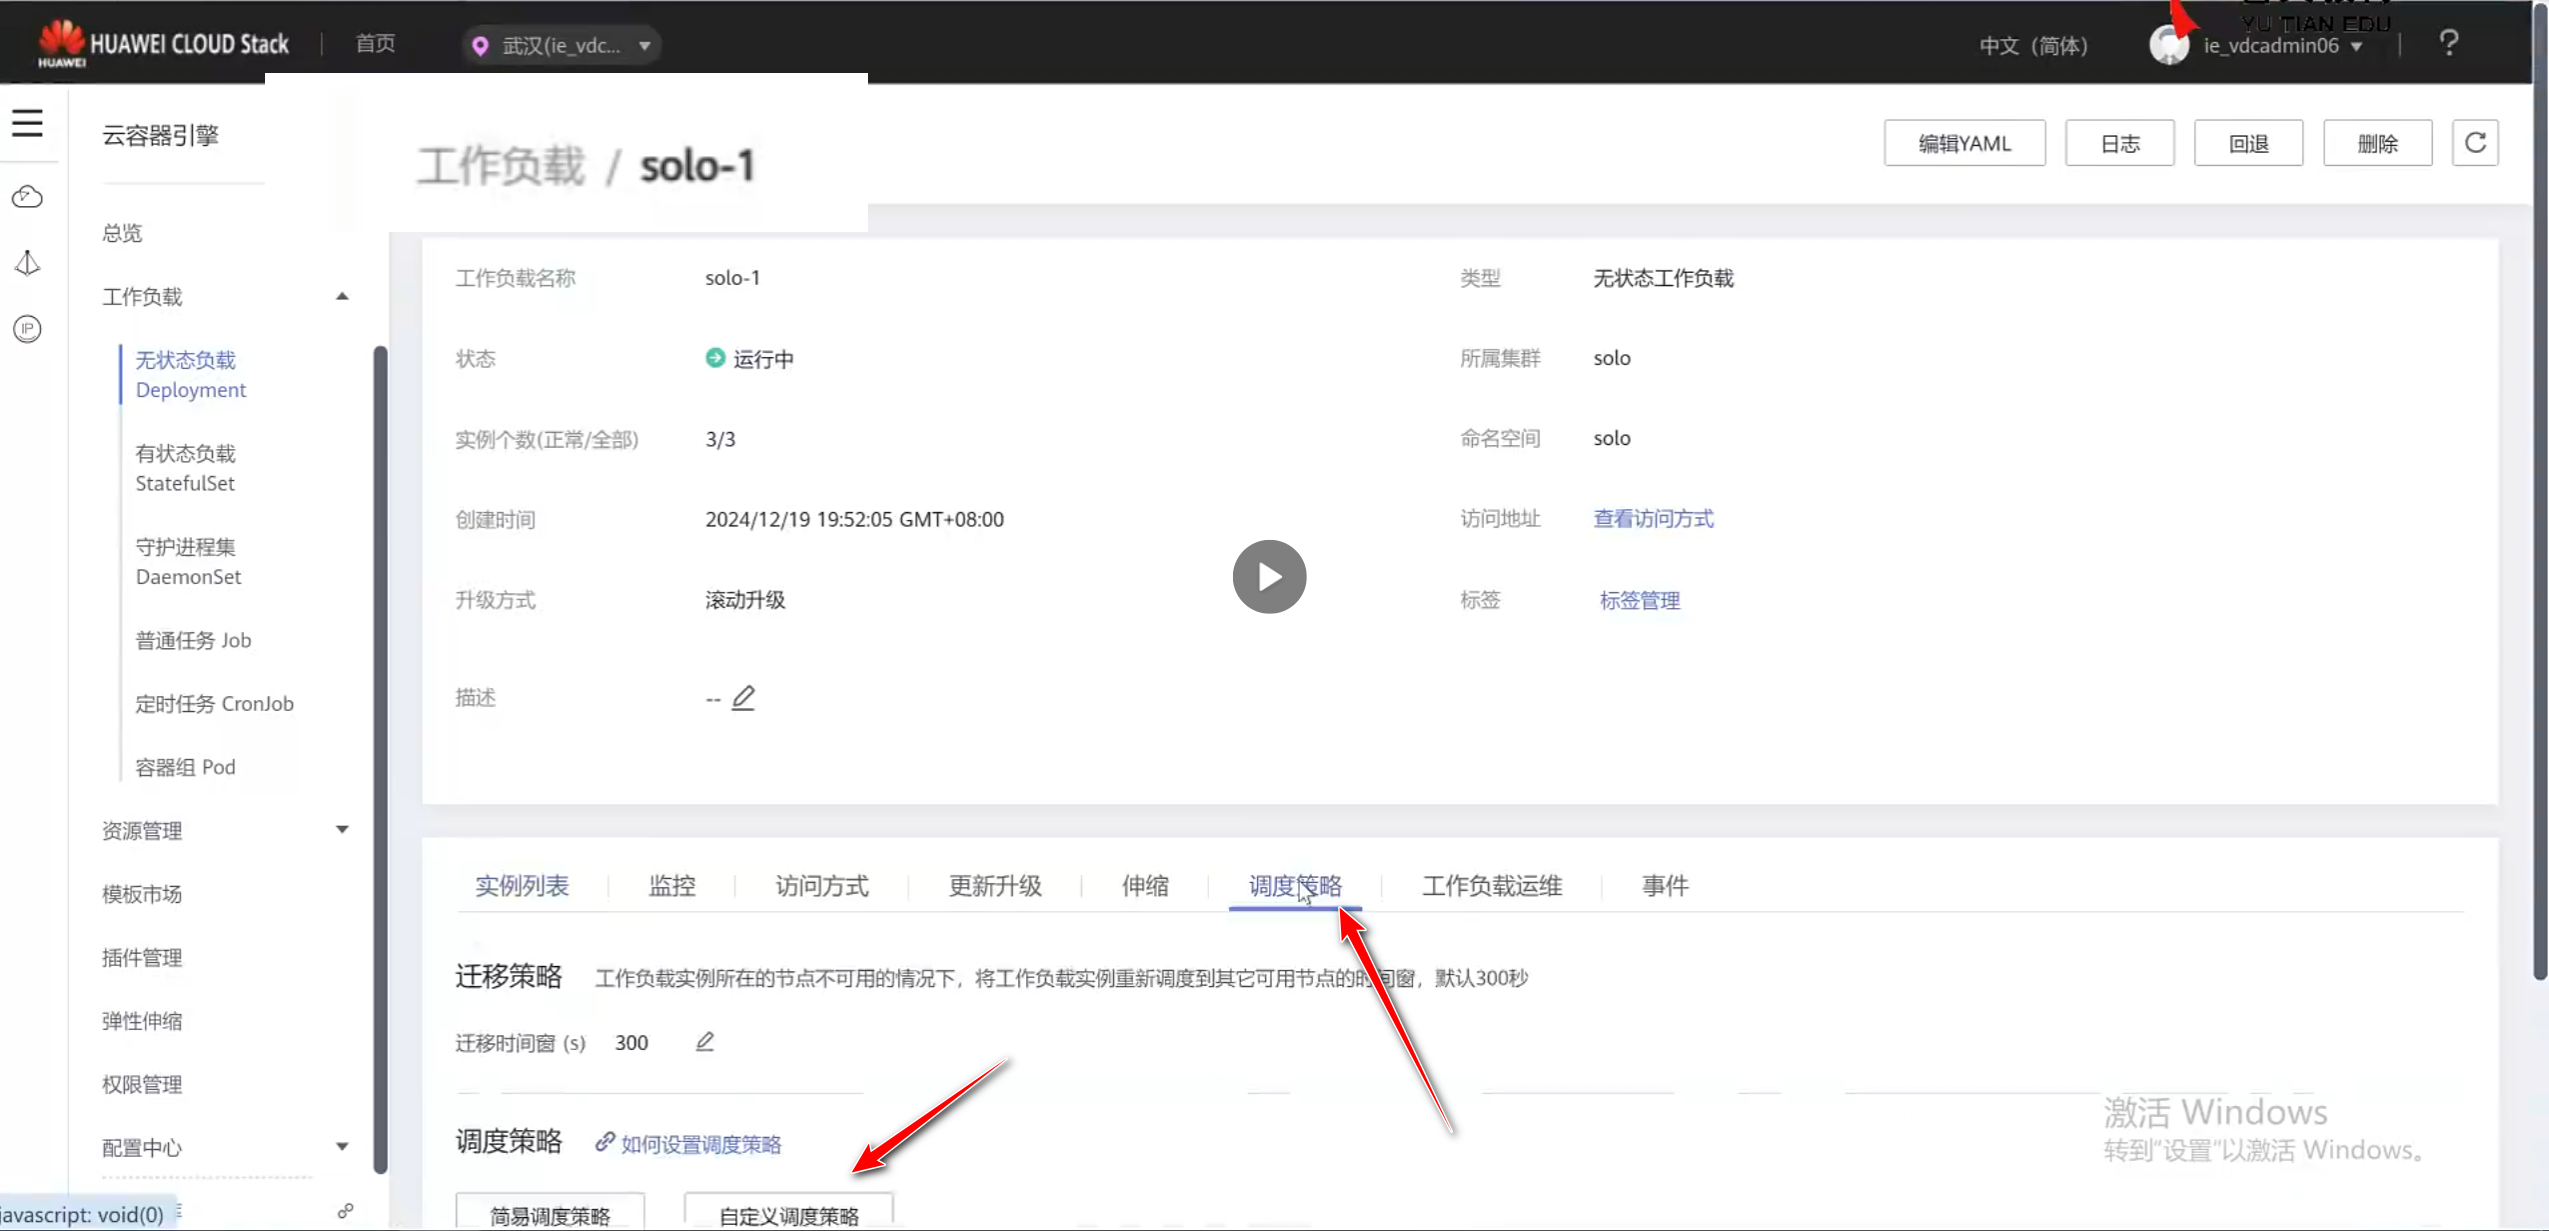 HUAWEI
HUAWEI CLOUD Stack
首页
武汉(ie_vdc...
中文（简体）
YU TIAN EDU
ie_vdcadmin06
?
云容器引擎
工作负载 / solo-1
编辑YAML
日志
回退
删除
总览
工作负载
无状态负载
Deployment
有状态负载
StatefulSet
守护进程集
DaemonSet
普通任务 Job
定时任务 CronJob
容器组 Pod
资源管理
模板市场
插件管理
弹性伸缩
权限管理
配置中心
IP
工作负载名称 solo-1
类型 无状态工作负载
状态 运行中
所属集群 solo
实例个数(正常/全部) 3/3
命名空间 solo
创建时间 2024/12/19 19:52:05 GMT+08:00
访问地址 查看访问方式
升级方式 滚动升级
标签 标签管理
描述 --
实例列表 监控 访问方式 更新升级 伸缩 调度策略 工作负载运维 事件
迁移策略 工作负载实例所在的节点不可用的情况下，将工作负载实例重新调度到其它可用节点的时间窗，默认300秒
迁移时间窗 (s) 300
调度策略 如何设置调度策略
简易调度策略 自定义调度策略
激活 Windows
转到"设置"以激活 Windows。
javascript: void(0)